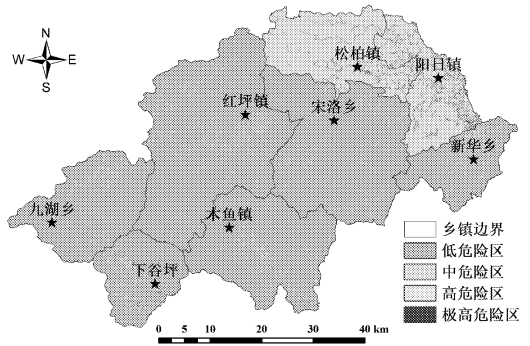 N
W E
S
松柏镇
阳日镇
红坪镇
宋洛乡
新华乡
九湖乡
木鱼镇
下谷坪
乡镇边界
低危险区
中危险区
高危险区
极高危险区
0 5 10 20 30 40 km